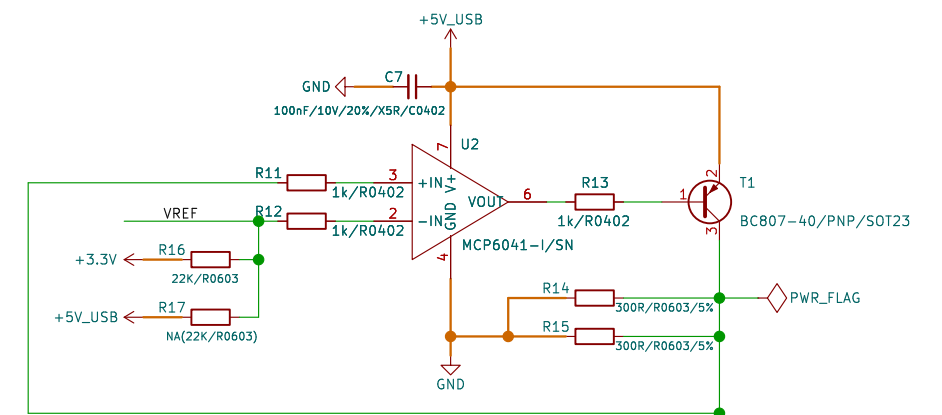 +5V_USB
C7
GND
100nF/10V/20%/X5R/C0402
7
U2
R11
3
+IN
V+
1k/R0402
2
T1
VREF
R12
2
-IN
GND
VOUT
6
R13
1
1k/R0402
1k/R0402
BC807-40/PNP/SOT23
3
MCP6041-I/SN
4
R16
+3.3V
22K/R0603
R17
+5V_USB
NA(22K/R0603)
R14
300R/R0603/5%
PWR_FLAG
R15
300R/R0603/5%
GND